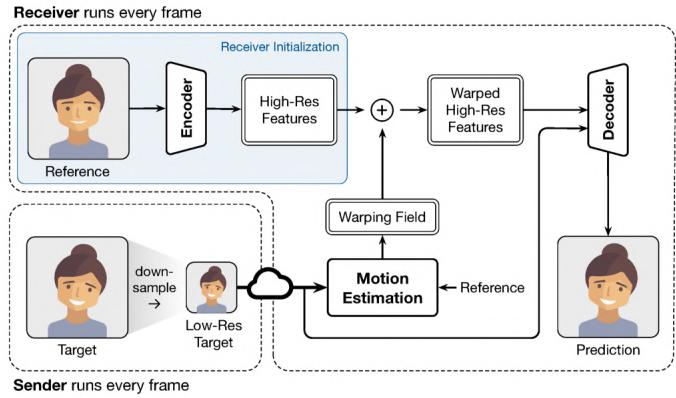 Receiver runs every frame
Receiver Initialization
Reference
Encoder
High-Res
Features
+
Warped
High-Res
Features
Decoder
Warping Field
Motion
Estimation
Reference
Target
down-
sample
→
Low-Res
Target
Prediction
Sender runs every frame